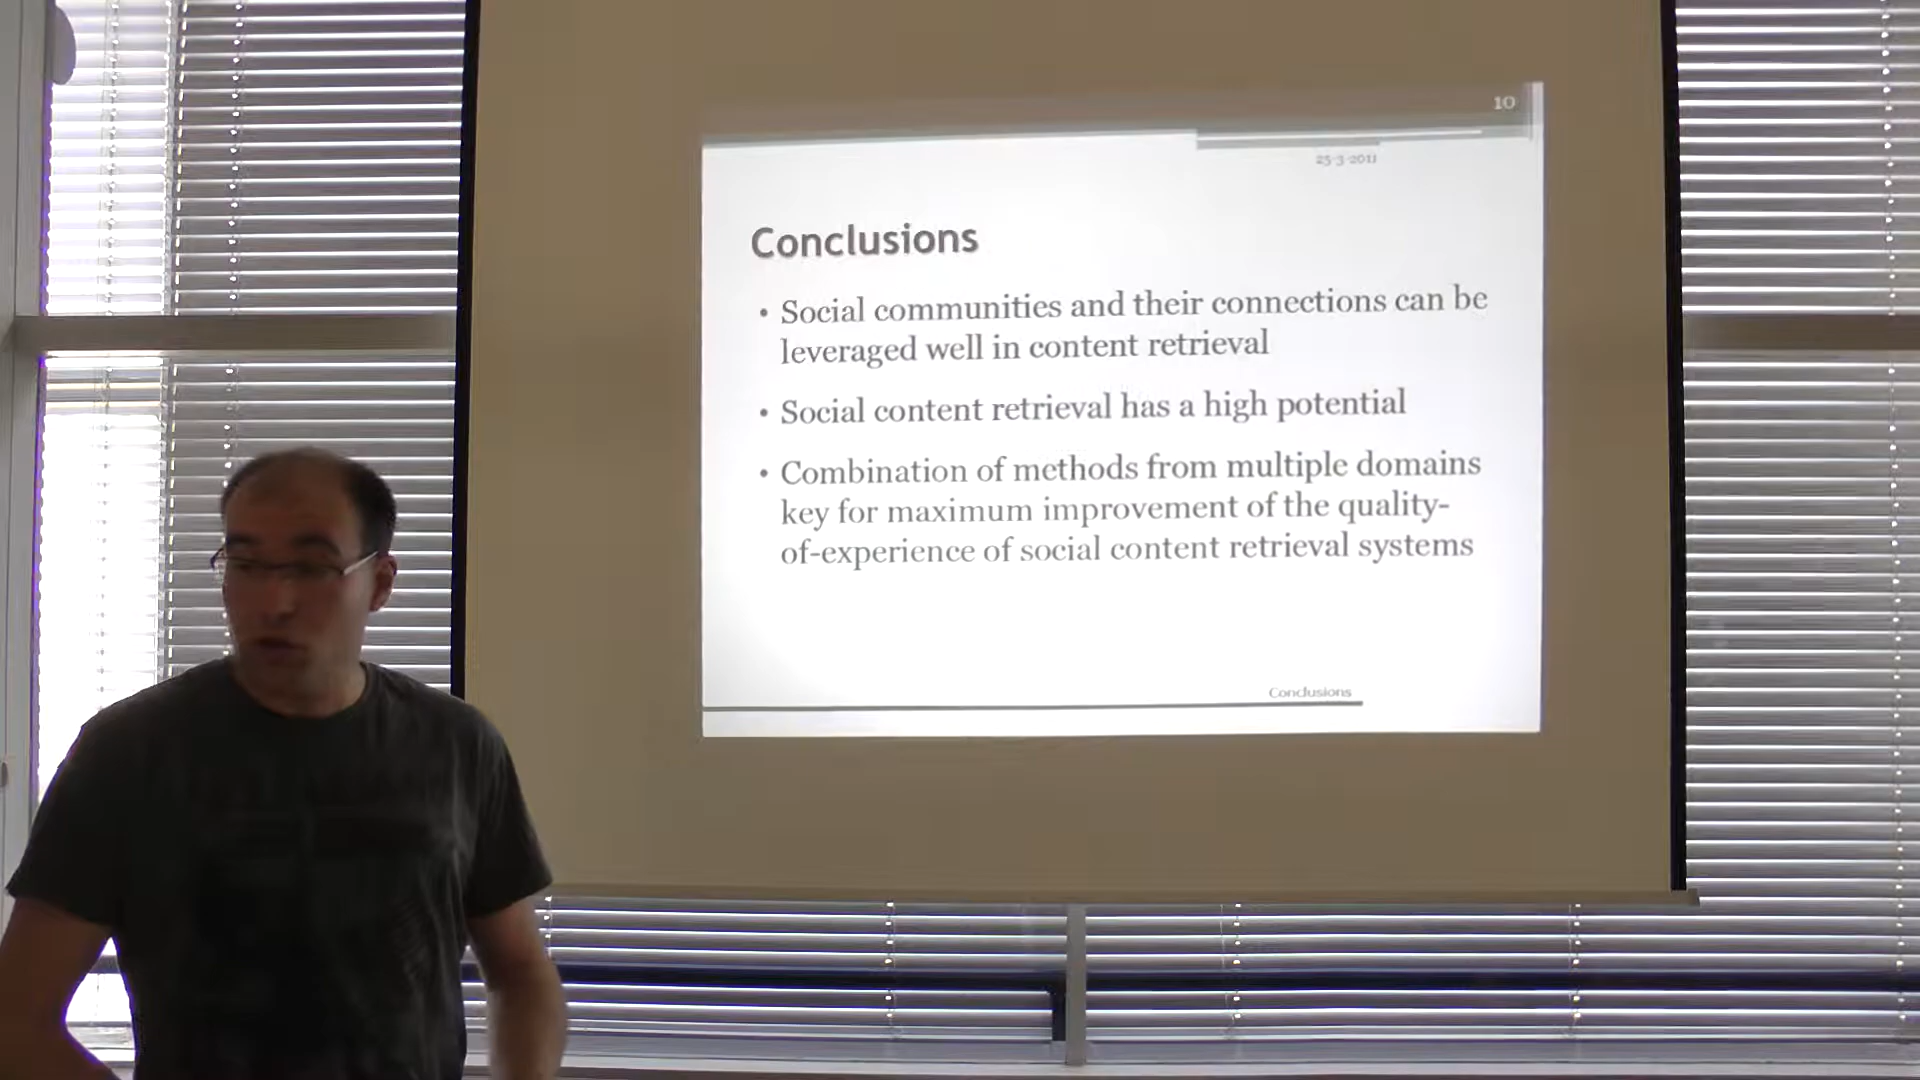 10
25-3-2011
Conclusions
• Social communities and their connections can be
leveraged well in content retrieval
• Social content retrieval has a high potential
• Combination of methods from multiple domains
key for maximum improvement of the quality-
of-experience of social content retrieval systems
Conclusions